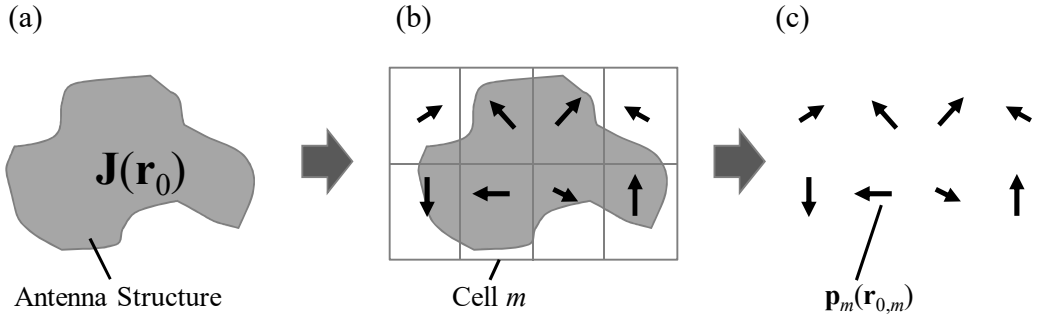 (a)
(b)
(c)
J(r₀)
Antenna Structure
Cell m
pₘ(r₀,ₘ)